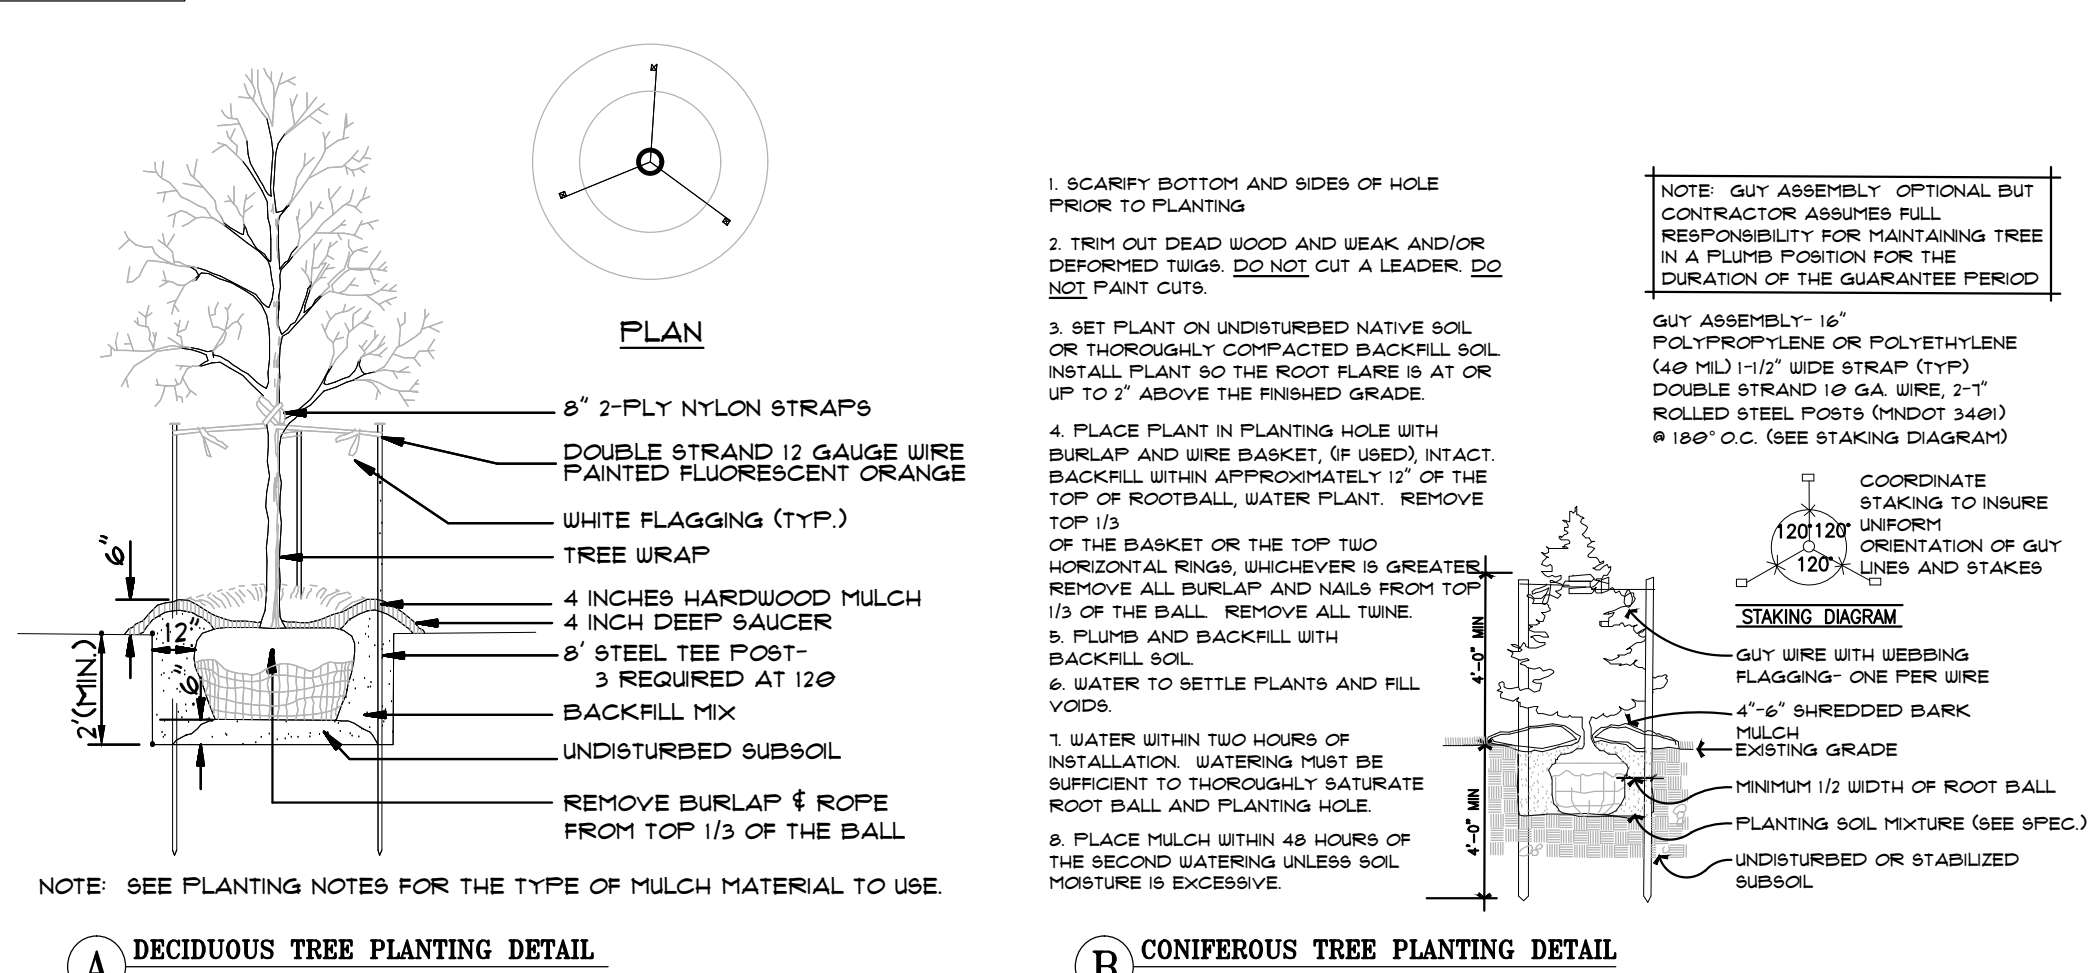 PLAN
8" 2-PLY NYLON STRAPS
DOUBLE STRAND 12 GAUGE WIRE
PAINTED FLUORESCENT ORANGE
WHITE FLAGGING (TYP.)
TREE WRAP
6"
4 INCHES HARDWOOD MULCH
4 INCH DEEP SAUCER
12"
8' STEEL TEE POST-
3 REQUIRED AT 120
6"
2'(MIN.)
BACKFILL MIX
UNDISTURBED SUBSOIL
REMOVE BURLAP & ROPE
FROM TOP 1/3 OF THE BALL
NOTE: SEE PLANTING NOTES FOR THE TYPE OF MULCH MATERIAL TO USE.
A DECIDUOUS TREE PLANTING DETAIL
1. SCARIFY BOTTOM AND SIDES OF HOLE
PRIOR TO PLANTING
2. TRIM OUT DEAD WOOD AND WEAK AND/OR
DEFORMED TWIGS. DO NOT CUT A LEADER. DO
NOT PAINT CUTS.
3. SET PLANT ON UNDISTURBED NATIVE SOIL
OR THOROUGHLY COMPACTED BACKFILL SOIL.
INSTALL PLANT SO THE ROOT FLARE IS AT OR
UP TO 2" ABOVE THE FINISHED GRADE.
4. PLACE PLANT IN PLANTING HOLE WITH
BURLAP AND WIRE BASKET, (IF USED), INTACT.
BACKFILL WITHIN APPROXIMATELY 12" OF THE
TOP OF ROOTBALL, WATER PLANT. REMOVE
TOP 1/3
OF THE BASKET OR THE TOP TWO
HORIZONTAL RINGS, WHICHEVER IS GREATER.
REMOVE ALL BURLAP AND NAILS FROM TOP
1/3 OF THE BALL. REMOVE ALL TWINE.
5. PLUMB AND BACKFILL WITH
BACKFILL SOIL.
6. WATER TO SETTLE PLANTS AND FILL
VOIDS.
7. WATER WITHIN TWO HOURS OF
INSTALLATION. WATERING MUST BE
SUFFICIENT TO THOROUGHLY SATURATE
ROOT BALL AND PLANTING HOLE.
8. PLACE MULCH WITHIN 48 HOURS OF
THE SECOND WATERING UNLESS SOIL
MOISTURE IS EXCESSIVE.
NOTE: GUY ASSEMBLY OPTIONAL BUT
CONTRACTOR ASSUMES FULL
RESPONSIBILITY FOR MAINTAINING TREE
IN A PLUMB POSITION FOR THE
DURATION OF THE GUARANTEE PERIOD
GUY ASSEMBLY- 16"
POLYPROPYLENE OR POLYETHYLENE
(40 MIL) 1-1/2" WIDE STRAP (TYP)
DOUBLE STRAND 10 GA. WIRE, 2-7"
ROLLED STEEL POSTS (MNDOT 3401)
@ 180° O.C. (SEE STAKING DIAGRAM)
COORDINATE
STAKING TO INSURE
UNIFORM
ORIENTATION OF GUY
LINES AND STAKES
120° 120°
120°
STAKING DIAGRAM
4'-0" MIN
4'-0" MIN
GUY WIRE WITH WEBBING
FLAGGING- ONE PER WIRE
4"-6" SHREDDED BARK
MULCH
EXISTING GRADE
MINIMUM 1/2 WIDTH OF ROOT BALL
PLANTING SOIL MIXTURE (SEE SPEC.)
UNDISTURBED OR STABILIZED
SUBSOIL
B CONIFEROUS TREE PLANTING DETAIL